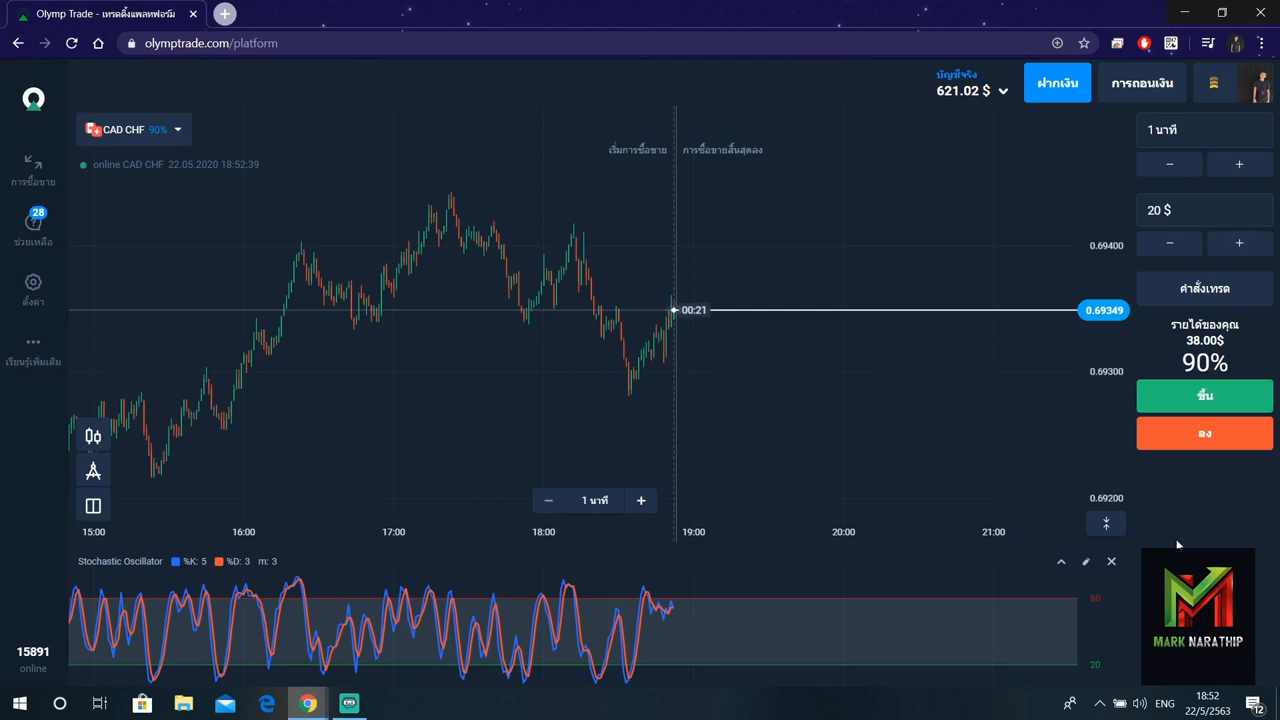 Olymp Trade - เทรดดิ้งแพลทฟอร์ม
olymptrade.com/platform
บัญชีจริง
621.02 $
ฝากเงิน
การถอนเงิน
CAD CHF 90%
online CAD CHF 22.05.2020 18:52:39
เริ่มการซื้อขาย
การซื้อขายสิ้นสุดลง
การซื้อขาย
28
ช่วยเหลือ
ตั้งค่า
เรียนรู้เพิ่มเติม
1 นาที
20 $
คำสั่งเทรด
รายได้ของคุณ
38.00$
90%
ขึ้น
ลง
0.69400
00:21
0.69349
0.69300
0.69200
1 นาที
15:00 16:00 17:00 18:00 19:00 20:00 21:00
Stochastic Oscillator %K: 5 %D: 3 m: 3
80
20
15891
online
MARK NARATHIP
ENG
18:52
22/5/2563
12